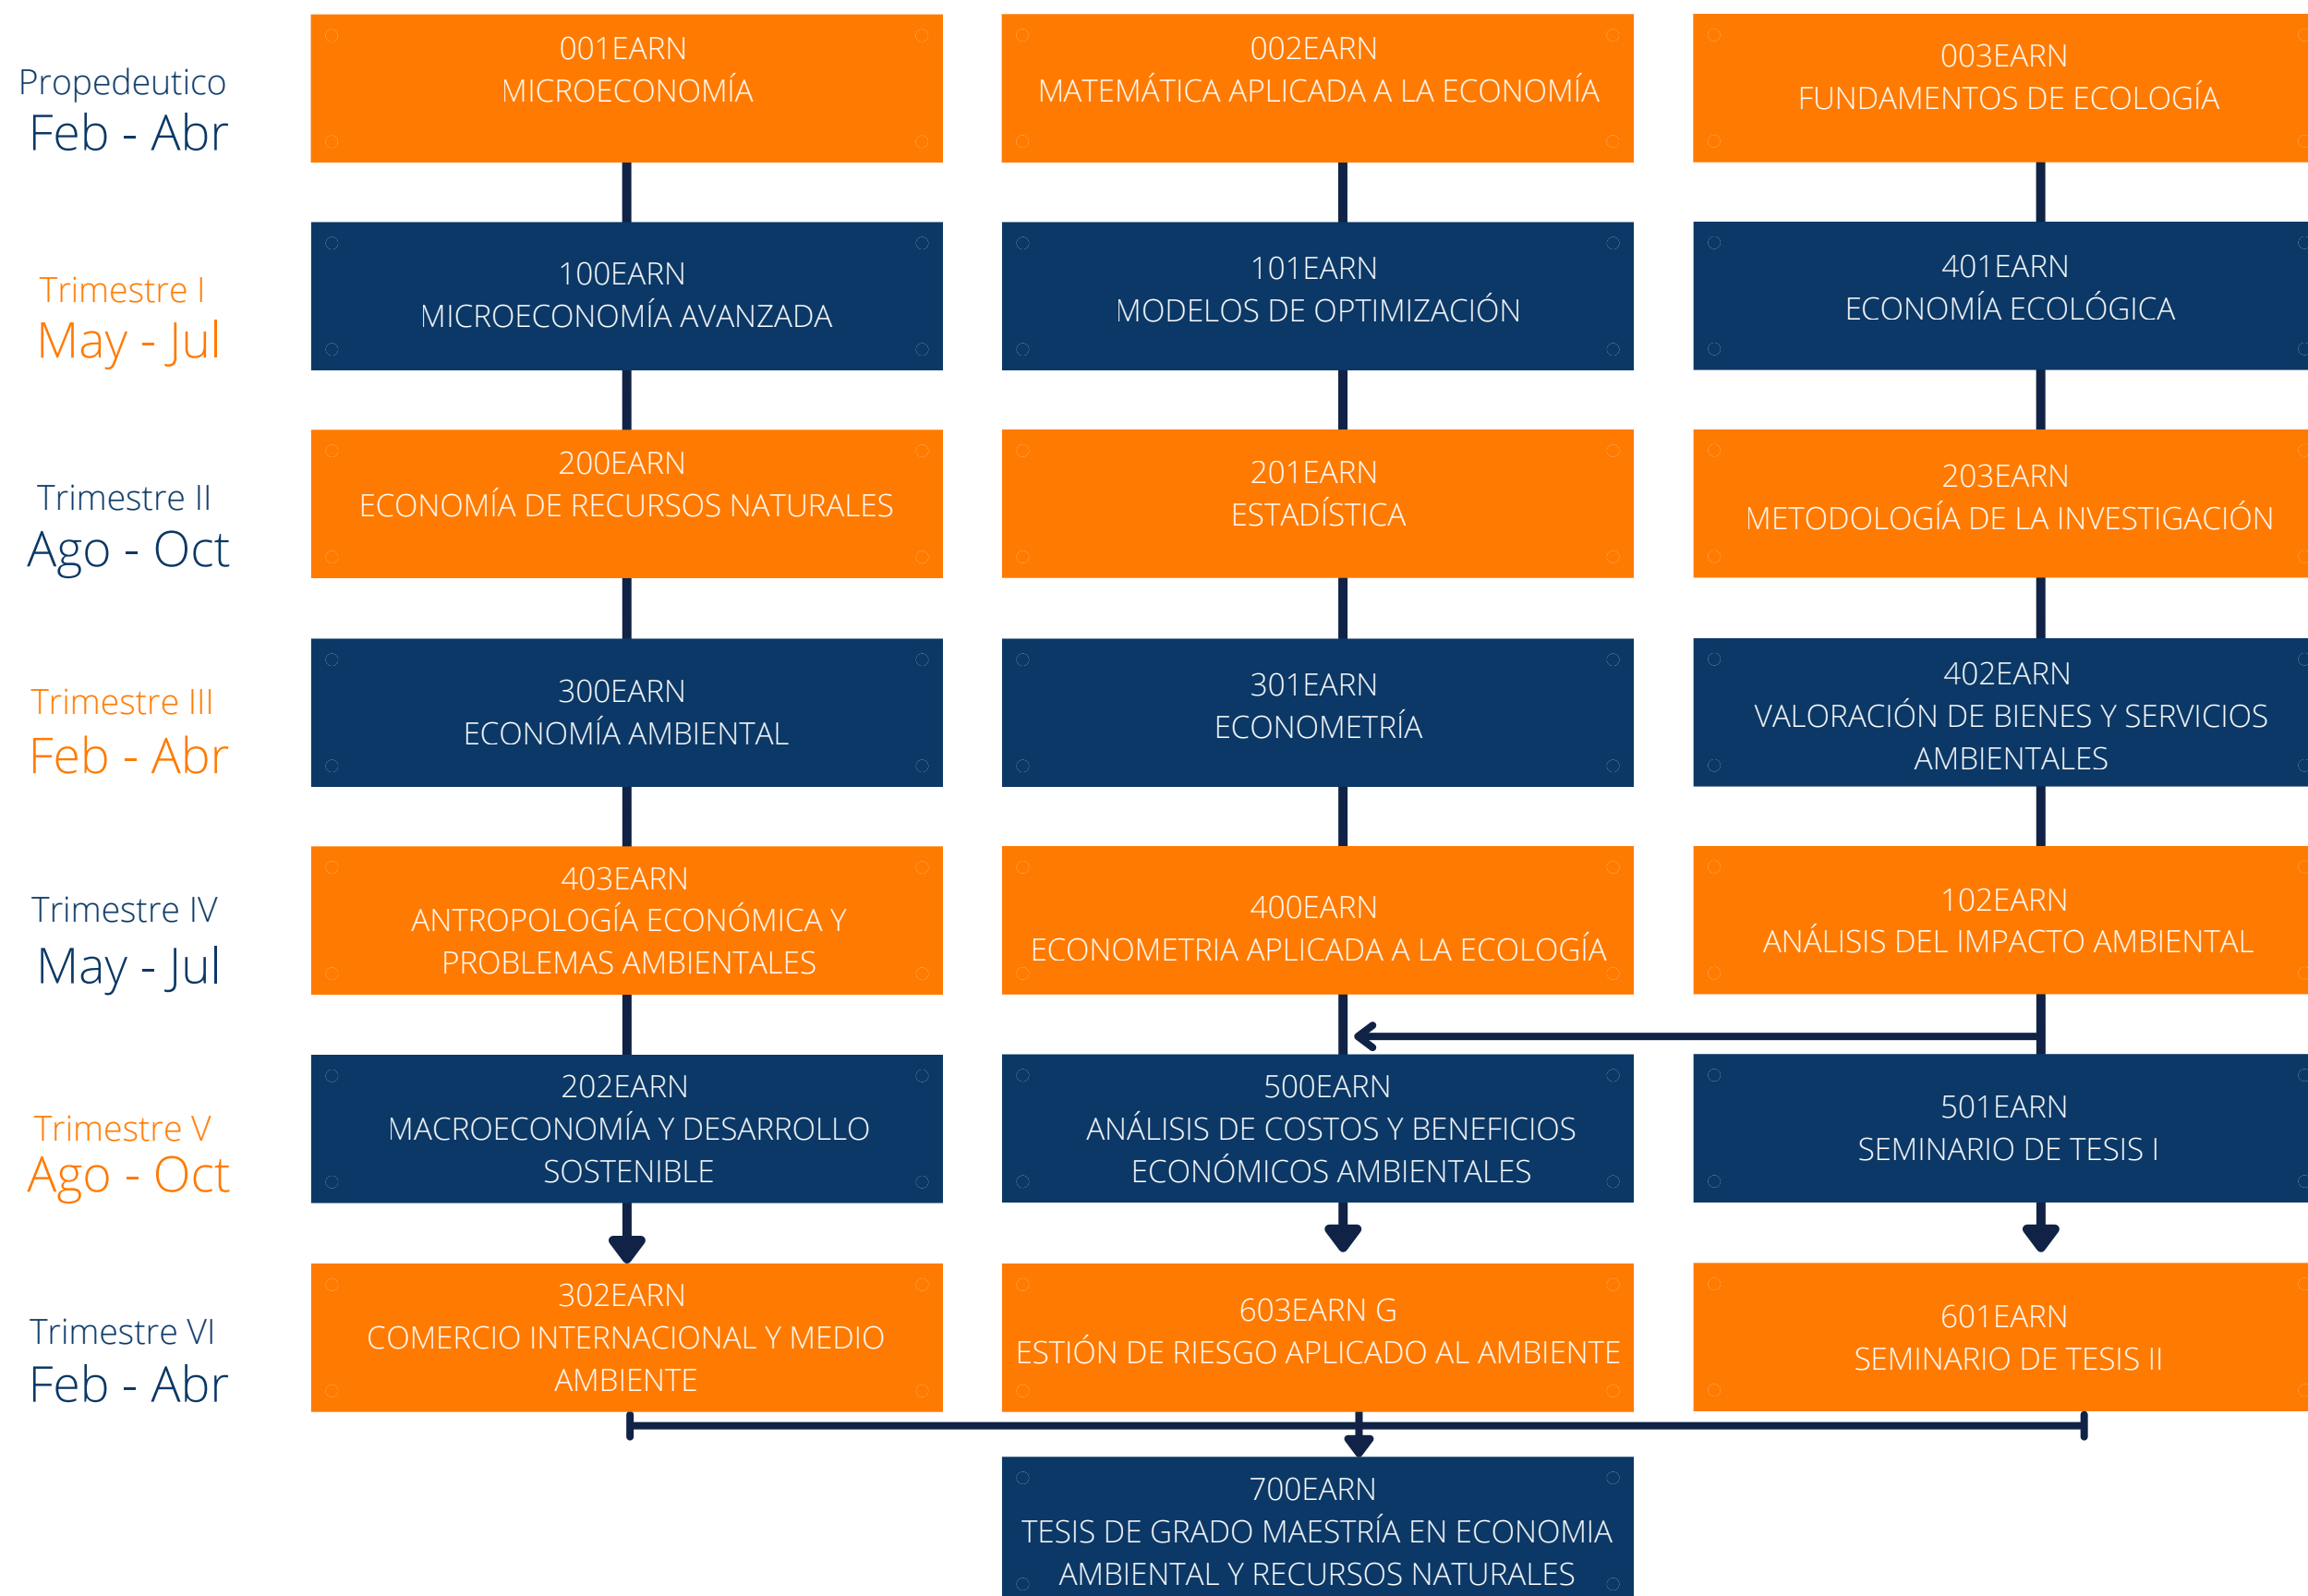 Propedeutico
Feb - Abr
001EARN
MICROECONOMÍA
002EARN
MATEMÁTICA APLICADA A LA ECONOMÍA
003EARN
FUNDAMENTOS DE ECOLOGÍA
Trimestre I
May - Jul
100EARN
MICROECONOMÍA AVANZADA
101EARN
MODELOS DE OPTIMIZACIÓN
401EARN
ECONOMÍA ECOLÓGICA
Trimestre II
Ago - Oct
200EARN
ECONOMÍA DE RECURSOS NATURALES
201EARN
ESTADÍSTICA
203EARN
METODOLOGÍA DE LA INVESTIGACIÓN
Trimestre III
Feb - Abr
300EARN
ECONOMÍA AMBIENTAL
301EARN
ECONOMETRÍA
402EARN
VALORACIÓN DE BIENES Y SERVICIOS
AMBIENTALES
Trimestre IV
May - Jul
403EARN
ANTROPOLOGÍA ECONÓMICA Y
PROBLEMAS AMBIENTALES
400EARN
ECONOMETRIA APLICADA A LA ECOLOGÍA
102EARN
ANÁLISIS DEL IMPACTO AMBIENTAL
Trimestre V
Ago - Oct
202EARN
MACROECONOMÍA Y DESARROLLO
SOSTENIBLE
500EARN
ANÁLISIS DE COSTOS Y BENEFICIOS
ECONÓMICOS AMBIENTALES
501EARN
SEMINARIO DE TESIS I
Trimestre VI
Feb - Abr
302EARN
COMERCIO INTERNACIONAL Y MEDIO
AMBIENTE
603EARN G
ESTIÓN DE RIESGO APLICADO AL AMBIENTE
601EARN
SEMINARIO DE TESIS II
700EARN
TESIS DE GRADO MAESTRÍA EN ECONOMIA
AMBIENTAL Y RECURSOS NATURALES